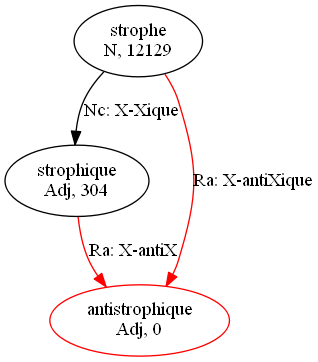 strophe
N, 12129
Nc: X-Xique
strophique
Adj, 304
Ra: X-antiXique
Ra: X-antiX
antistrophique
Adj, 0